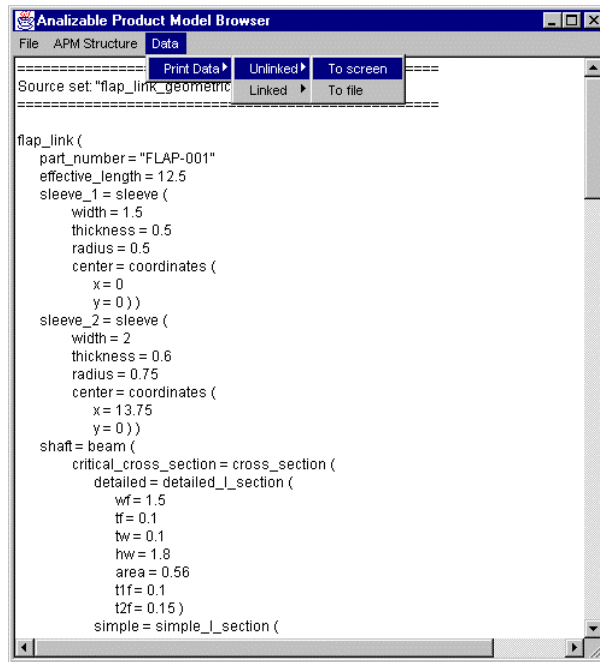 Analizable Product Model Browser
File APM Structure Data
Print Data Unlinked To screen
Linked To file
=====================================================
Source set: "flap_link_geometric
=====================================================
flap_link (
part_number = "FLAP-001"
effective_length = 12.5
sleeve_1 = sleeve (
width = 1.5
thickness = 0.5
radius = 0.5
center = coordinates (
x = 0
y = 0 ) )
sleeve_2 = sleeve (
width = 2
thickness = 0.6
radius = 0.75
center = coordinates (
x = 13.75
y = 0 ) )
shaft = beam (
critical_cross_section = cross_section (
detailed = detailed_I_section (
wf = 1.5
tf = 0.1
tw = 0.1
hw = 1.8
area = 0.56
t1f = 0.1
t2f = 0.15 )
simple = simple_I_section (